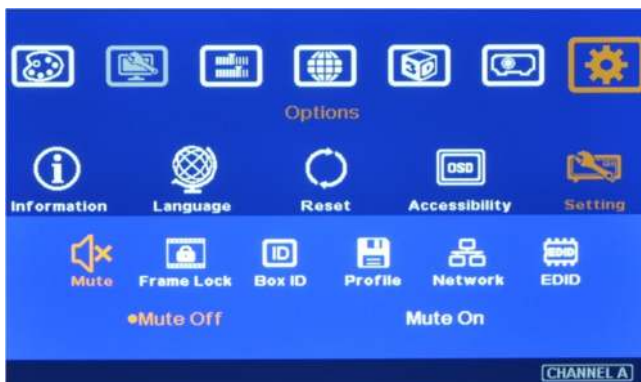 3D
Options
OSD
Information Language Reset Accessibility Setting
ID EDID
Mute Frame Lock Box ID Profile Network EDID
Mute Off Mute On
CHANNEL A